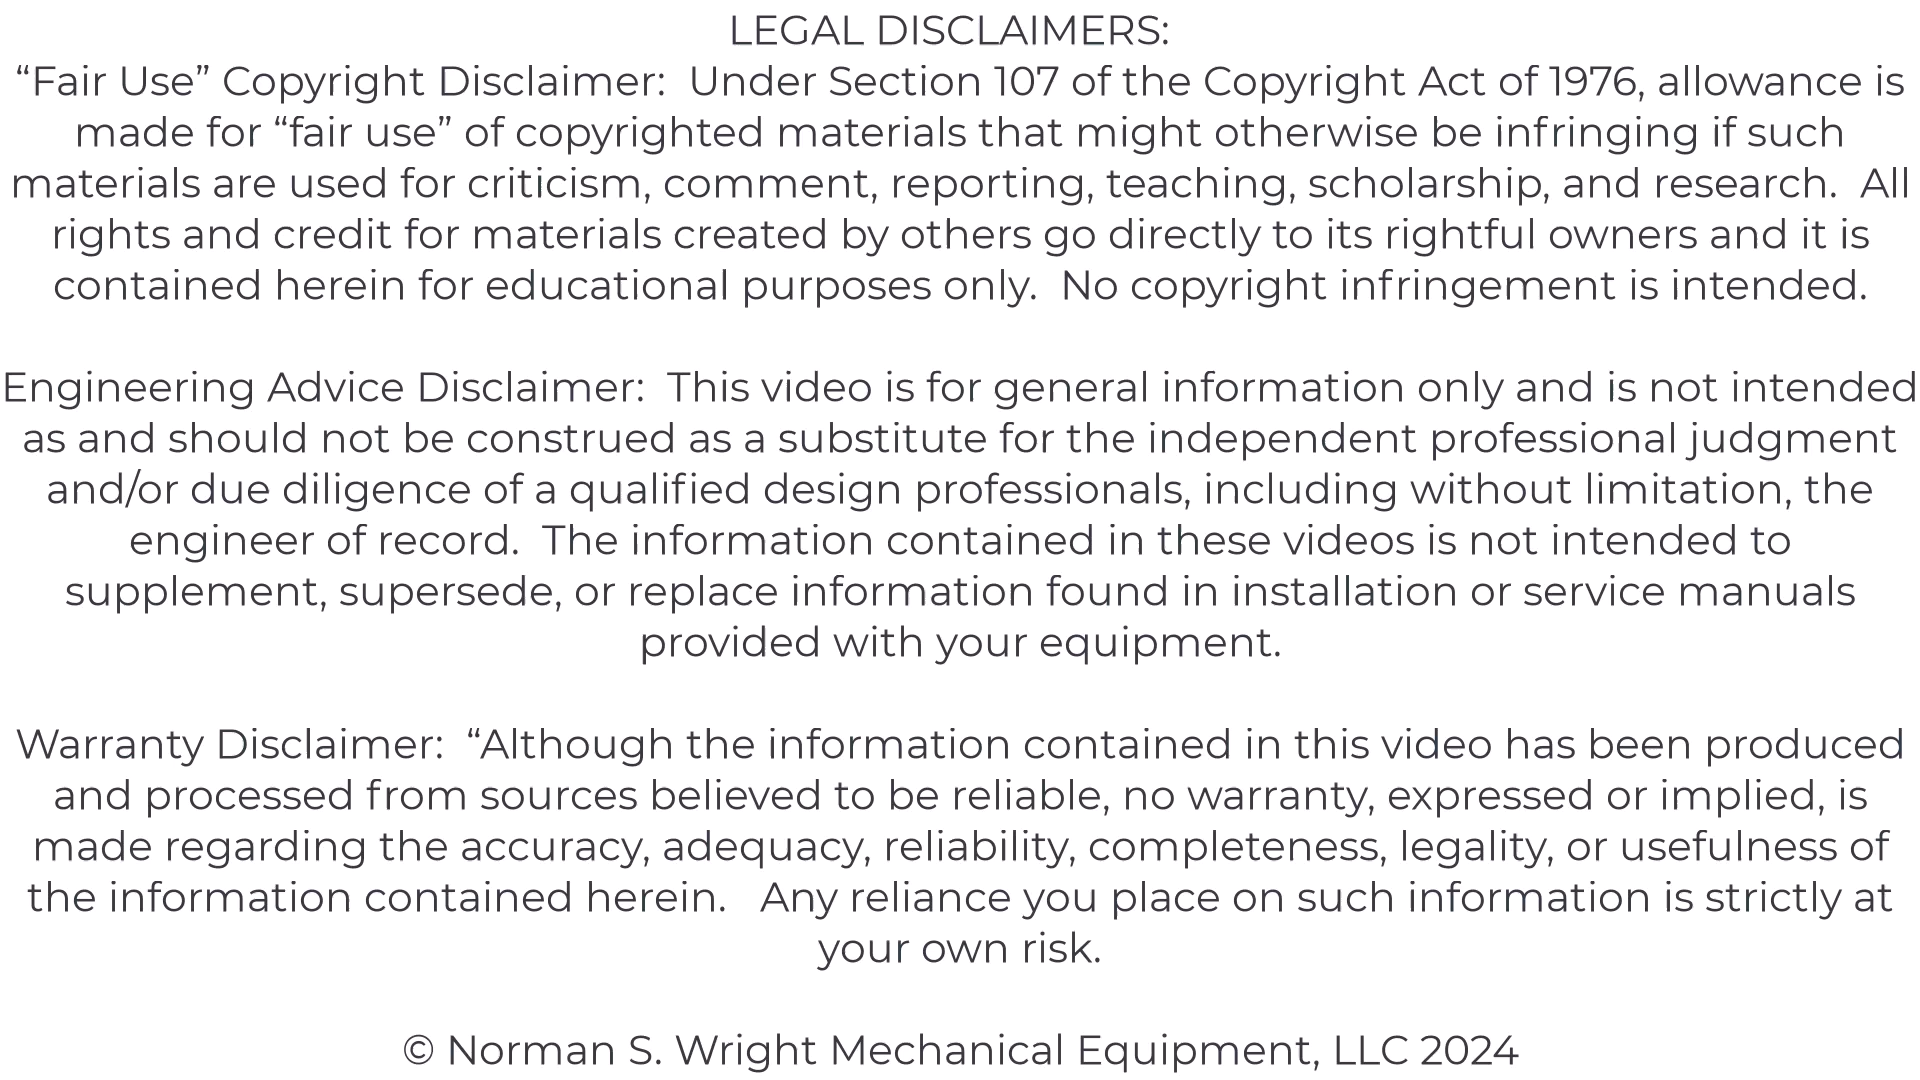 LEGAL DISCLAIMERS:
“Fair Use” Copyright Disclaimer:  Under Section 107 of the Copyright Act of 1976, allowance is
made for “fair use” of copyrighted materials that might otherwise be infringing if such
materials are used for criticism, comment, reporting, teaching, scholarship, and research.  All
rights and credit for materials created by others go directly to its rightful owners and it is
contained herein for educational purposes only.  No copyright infringement is intended.

Engineering Advice Disclaimer:  This video is for general information only and is not intended
as and should not be construed as a substitute for the independent professional judgment
and/or due diligence of a qualified design professionals, including without limitation, the
engineer of record.  The information contained in these videos is not intended to
supplement, supersede, or replace information found in installation or service manuals
provided with your equipment.

Warranty Disclaimer:  “Although the information contained in this video has been produced
and processed from sources believed to be reliable, no warranty, expressed or implied, is
made regarding the accuracy, adequacy, reliability, completeness, legality, or usefulness of
the information contained herein.   Any reliance you place on such information is strictly at
your own risk.

© Norman S. Wright Mechanical Equipment, LLC 2024